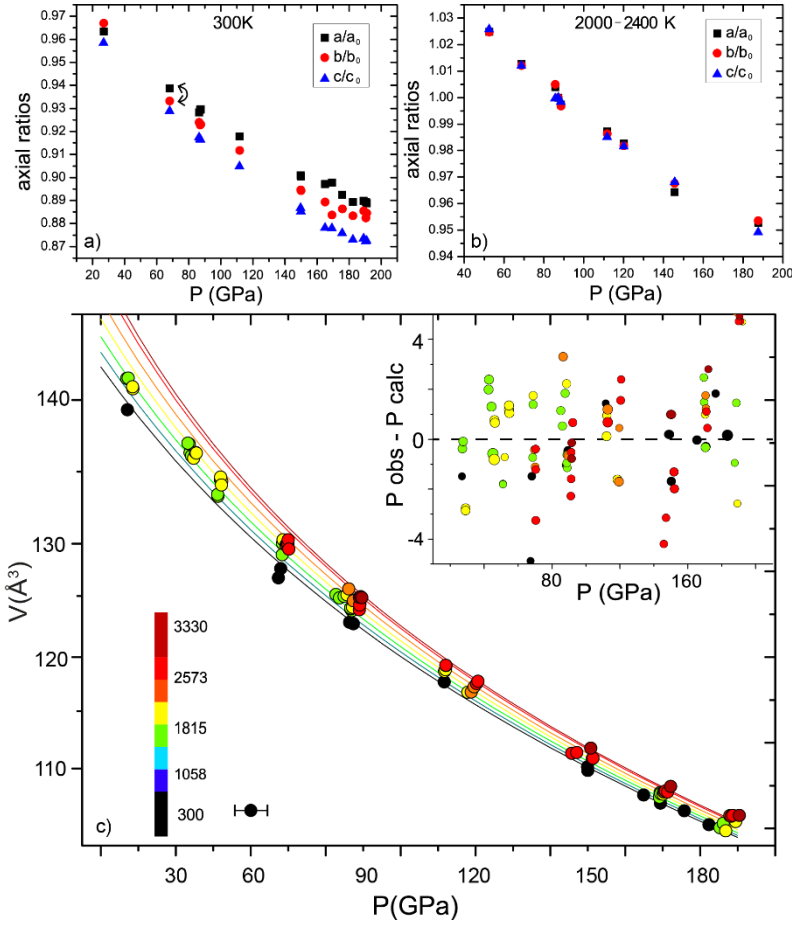 300K
a/a₀
b/b₀
c/c₀
0.97
0.96
0.95
0.94
0.93
0.92
0.91
0.90
0.89
0.88
0.87
axial ratios
a)
20 40 60 80 100 120 140 160 180 200
P (GPa)
2000-2400 K
a/a₀
b/b₀
c/c₀
1.03
1.02
1.01
1.00
0.99
0.98
0.97
0.96
0.95
0.94
axial ratios
b)
40 60 80 100 120 140 160 180 200
P (GPa)
140
130
120
110
V(Å³)
4
0
-4
P obs - P calc
80 160
P (GPa)
3330
2573
1815
1058
300
c)
30 60 90 120 150 180
P(GPa)